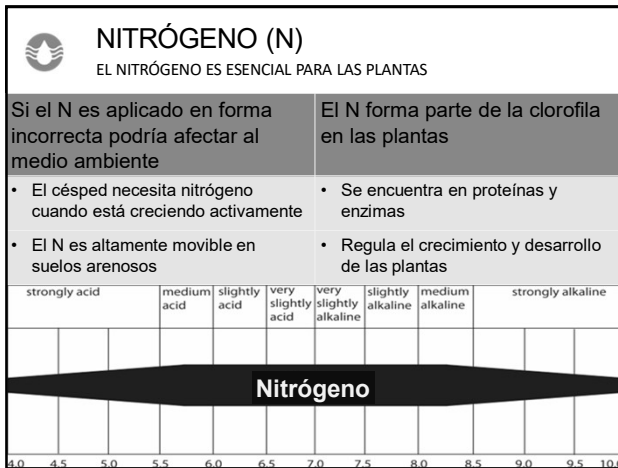 NITRÓGENO (N)
EL NITRÓGENO ES ESENCIAL PARA LAS PLANTAS
Si el N es aplicado en forma
incorrecta podría afectar al
medio ambiente
El N forma parte de la clorofila
en las plantas
• El césped necesita nitrógeno
cuando está creciendo activamente
• Se encuentra en proteínas y
enzimas
• El N es altamente movible en
suelos arenosos
• Regula el crecimiento y desarrollo
de las plantas
strongly acid
medium
acid
slightly
acid
very
slightly
acid
very
slightly
alkaline
slightly
alkaline
medium
alkaline
strongly alkaline
Nitrógeno
4.0 4.5 5.0 5.5 6.0 6.5 7.0 7.5 8.0 8.5 9.0 9.5 10.0